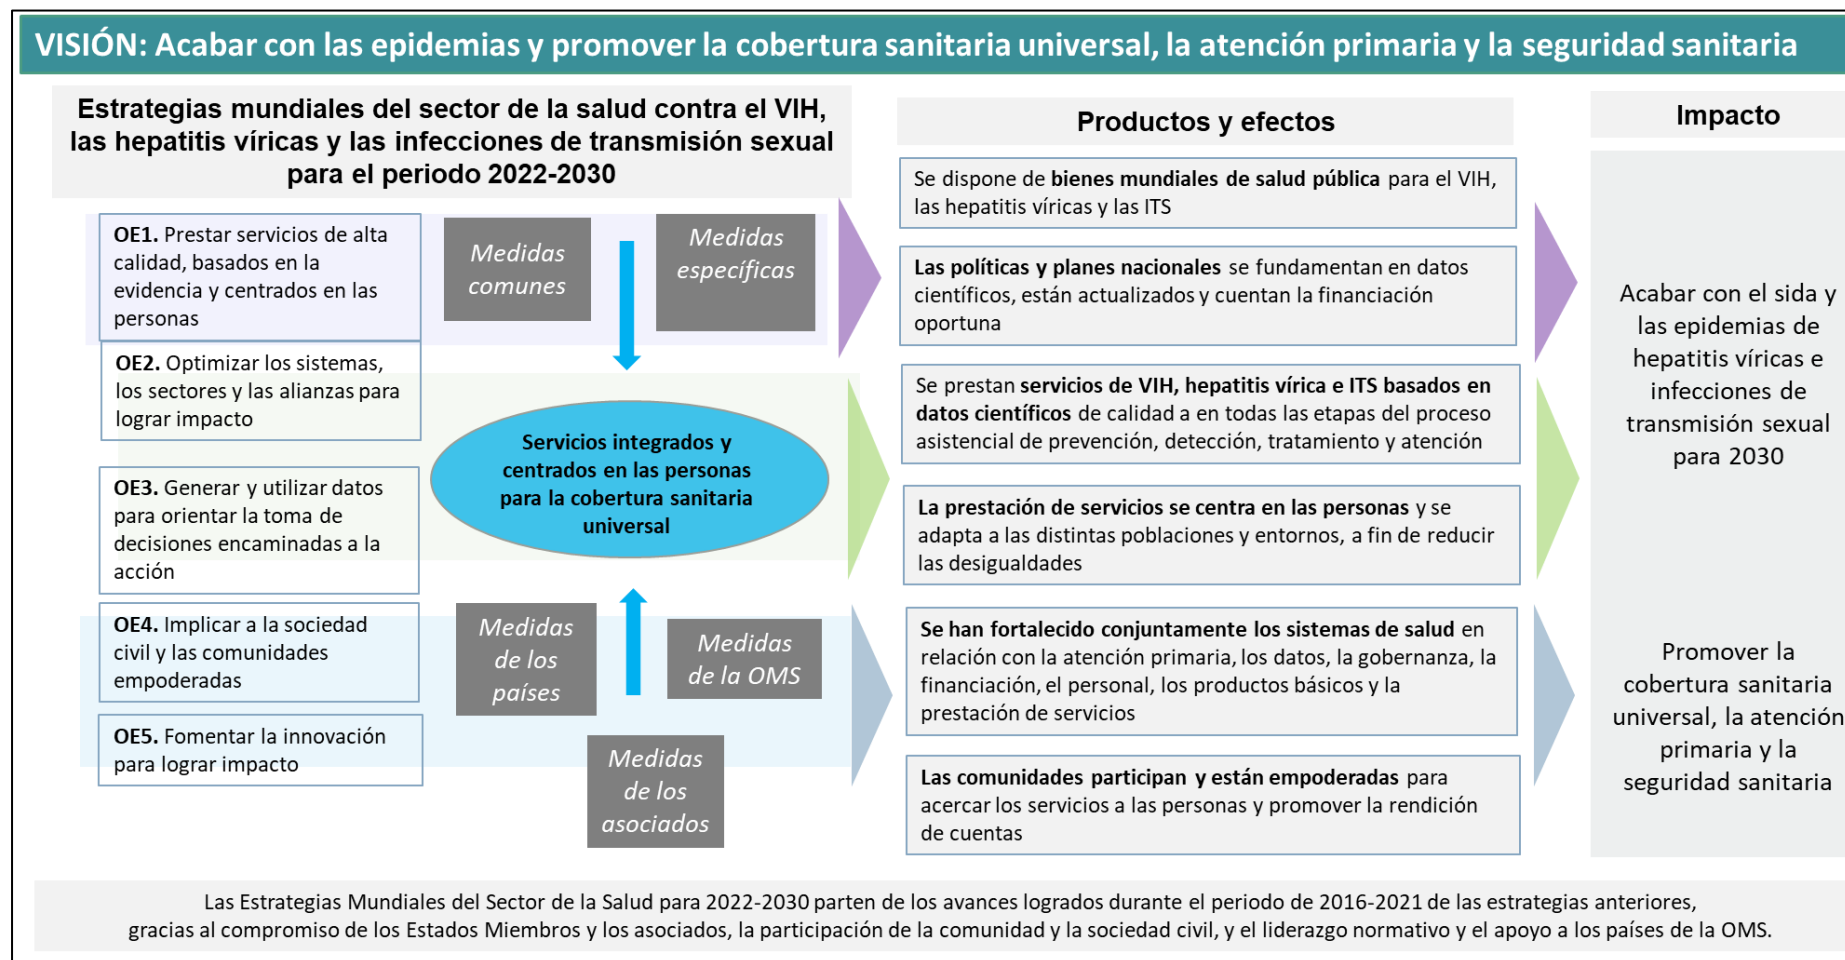 VISIÓN: Acabar con las epidemias y promover la cobertura sanitaria universal, la atención primaria y la seguridad sanitaria
Estrategias mundiales del sector de la salud contra el VIH,
las hepatitis víricas y las infecciones de transmisión sexual
para el periodo 2022-2030
OE1. Prestar servicios de alta
calidad, basados en la
evidencia y centrados en las
personas
OE2. Optimizar los sistemas,
los sectores y las alianzas para
lograr impacto
OE3. Generar y utilizar datos
para orientar la toma de
decisiones encaminadas a la
acción
OE4. Implicar a la sociedad
civil y las comunidades
empoderadas
OE5. Fomentar la innovación
para lograr impacto
Medidas
comunes
Medidas
específicas
Servicios integrados y
centrados en las personas
para la cobertura sanitaria
universal
Medidas
de los
países
Medidas
de la OMS
Medidas
de los
asociados
Productos y efectos
Se dispone de bienes mundiales de salud pública para el VIH,
las hepatitis víricas y las ITS
Las políticas y planes nacionales se fundamentan en datos
científicos, están actualizados y cuentan la financiación
oportuna
Se prestan servicios de VIH, hepatitis vírica e ITS basados en
datos científicos de calidad a en todas las etapas del proceso
asistencial de prevención, detección, tratamiento y atención
La prestación de servicios se centra en las personas y se
adapta a las distintas poblaciones y entornos, a fin de reducir
las desigualdades
Se han fortalecido conjuntamente los sistemas de salud en
relación con la atención primaria, los datos, la gobernanza, la
financiación, el personal, los productos básicos y la
prestación de servicios
Las comunidades participan y están empoderadas para
acercar los servicios a las personas y promover la rendición
de cuentas
Impacto
Acabar con el sida y
las epidemias de
hepatitis víricas e
infecciones de
transmisión sexual
para 2030
Promover la
cobertura sanitaria
universal, la atención
primaria y la
seguridad sanitaria
Las Estrategias Mundiales del Sector de la Salud para 2022-2030 parten de los avances logrados durante el periodo de 2016-2021 de las estrategias anteriores,
gracias al compromiso de los Estados Miembros y los asociados, la participación de la comunidad y la sociedad civil, y el liderazgo normativo y el apoyo a los países de la OMS.